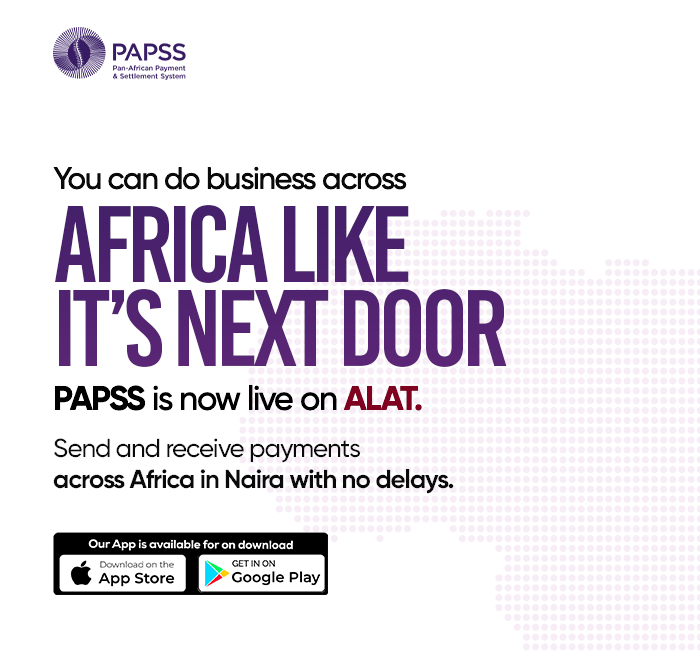 PAPSS
Pan-African Payment
& Settlement System
You can do business across
AFRICA LIKE
IT'S NEXT DOOR
PAPSS is now live on ALAT.
Send and receive payments
across Africa in Naira with no delays.
Our App is available for on download
Download on the
App Store
GET IN ON
Google Play